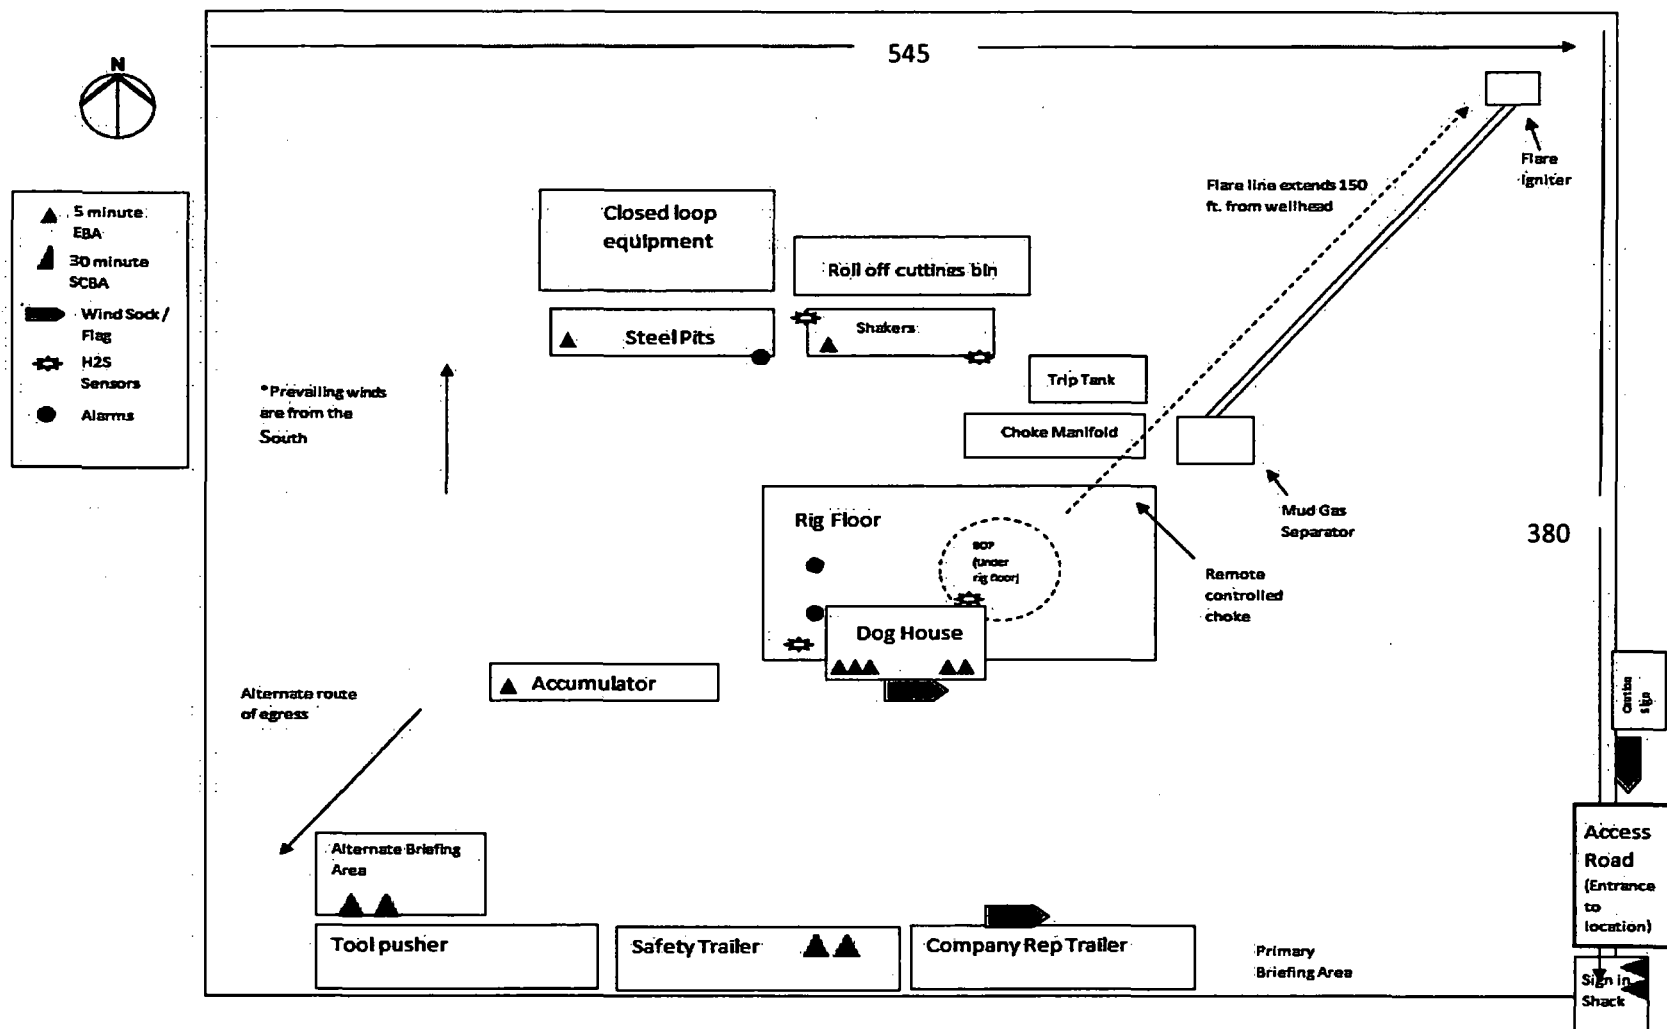 545
N
5 minute
EBA
30 minute
SCBA
Wind Sock /
Flag
H2S
Sensors
Alarms
Flare
Igniter
Flare line extends 150
ft. from wellhead
Closed loop
equipment
Roll off cuttings bin
Steel Pits
Shakers
Trip Tank
*Prevailing winds
are from the
South
Choke Manifold
Mud Gas
Separator
380
Rig Floor
BOP
(under
rig floor)
Remote
controlled
choke
Dog House
Accumulator
Alternate route
of egress
Caution
sign
Access
Road
(Entrance
to
location)
Alternate Briefing
Area
Tool pusher
Safety Trailer
Company Rep Trailer
Primary
Briefing Area
Sign in
Shack